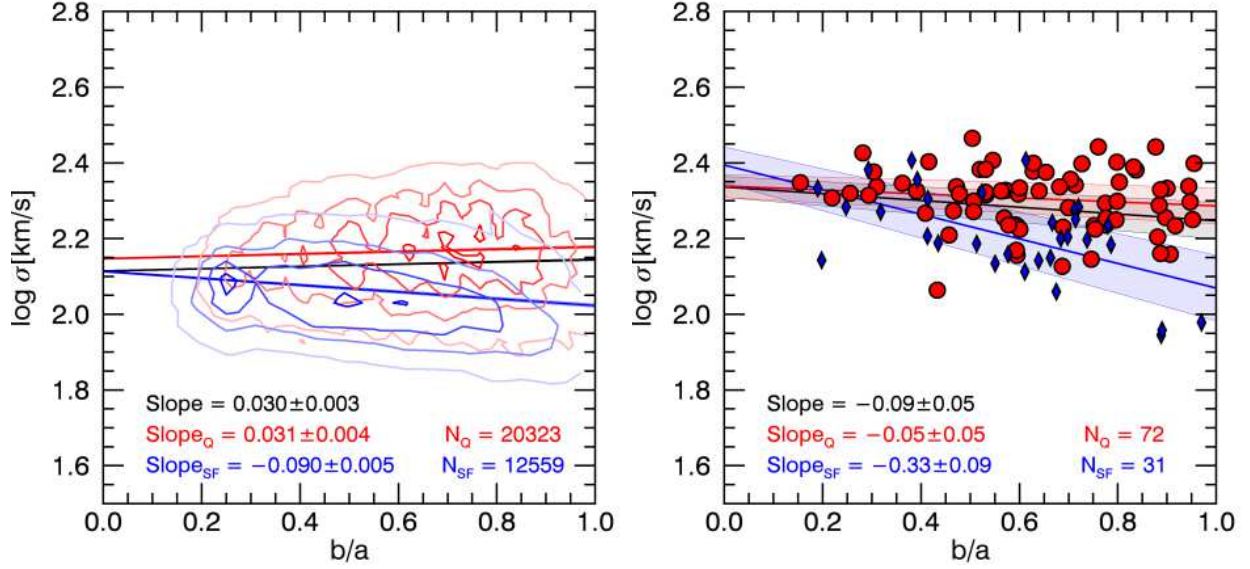 2.8
2.6
2.4
2.2
2.0
1.8
1.6
log σ[km/s]
Slope = 0.030±0.003
Slope_Q = 0.031±0.004
N_Q = 20323
Slope_SF = −0.090±0.005
N_SF = 12559
0.0 0.2 0.4 0.6 0.8 1.0
b/a
2.8
2.6
2.4
2.2
2.0
1.8
1.6
log σ[km/s]
Slope = −0.09±0.05
Slope_Q = −0.05±0.05
N_Q = 72
Slope_SF = −0.33±0.09
N_SF = 31
0.0 0.2 0.4 0.6 0.8 1.0
b/a